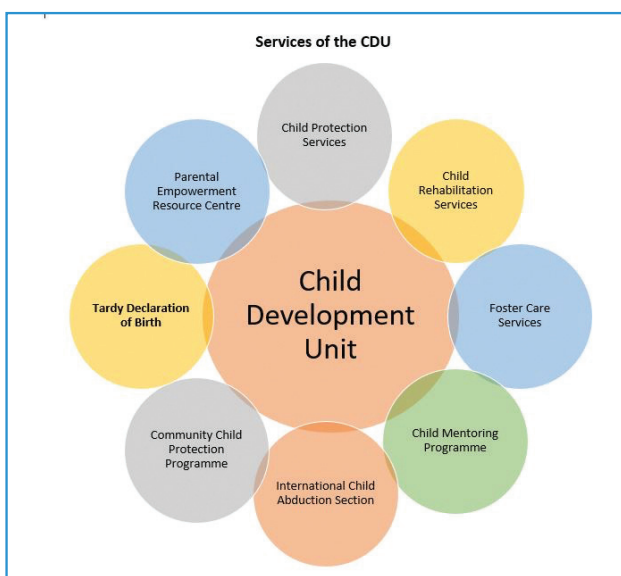 Services of the CDU
Child Protection
Services
Child
Rehabilitation
Services
Foster Care
Services
Child Mentoring
Programme
International Child
Abduction Section
Community Child
Protection
Programme
Tardy Declaration
of Birth
Parental
Empowerment
Resource Centre
Child
Development
Unit